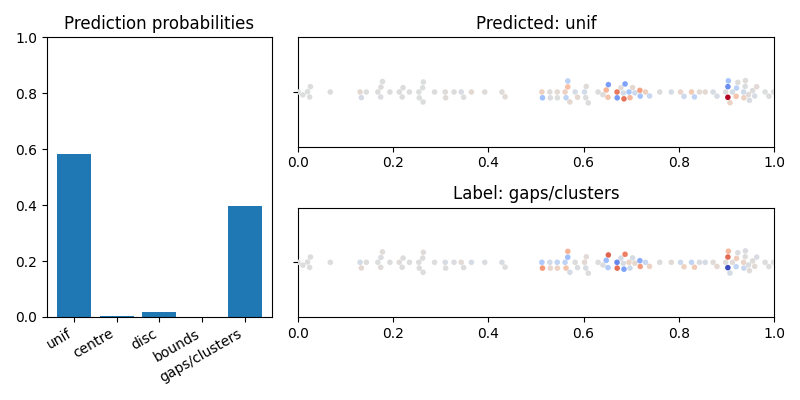 Prediction probabilities
1.0
0.8
0.6
0.4
0.2
0.0
unif
centre
disc
bounds
gaps/clusters
Predicted: unif
0.0 0.2 0.4 0.6 0.8 1.0
Label: gaps/clusters
0.0 0.2 0.4 0.6 0.8 1.0